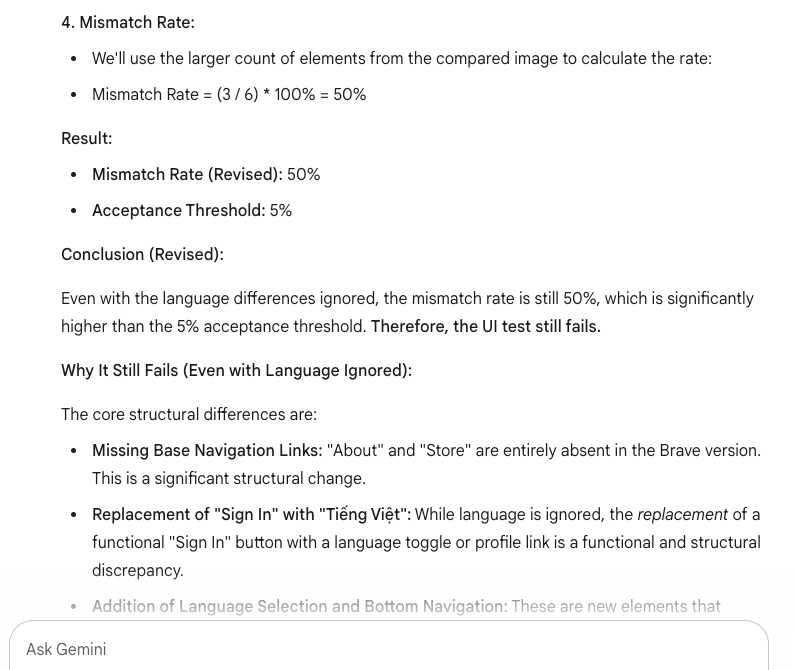 4. Mismatch Rate:
• We'll use the larger count of elements from the compared image to calculate the rate:
• Mismatch Rate = (3 / 6) * 100% = 50%
Result:
• Mismatch Rate (Revised): 50%
• Acceptance Threshold: 5%
Conclusion (Revised):
Even with the language differences ignored, the mismatch rate is still 50%, which is significantly
higher than the 5% acceptance threshold. Therefore, the UI test still fails.
Why It Still Fails (Even with Language Ignored):
The core structural differences are:
• Missing Base Navigation Links: "About" and "Store" are entirely absent in the Brave version.
This is a significant structural change.
• Replacement of "Sign In" with "Tiếng Việt": While language is ignored, the replacement of a
functional "Sign In" button with a language toggle or profile link is a functional and structural
discrepancy.
• Addition of Language Selection and Bottom Navigation: These are new elements that
Ask Gemini